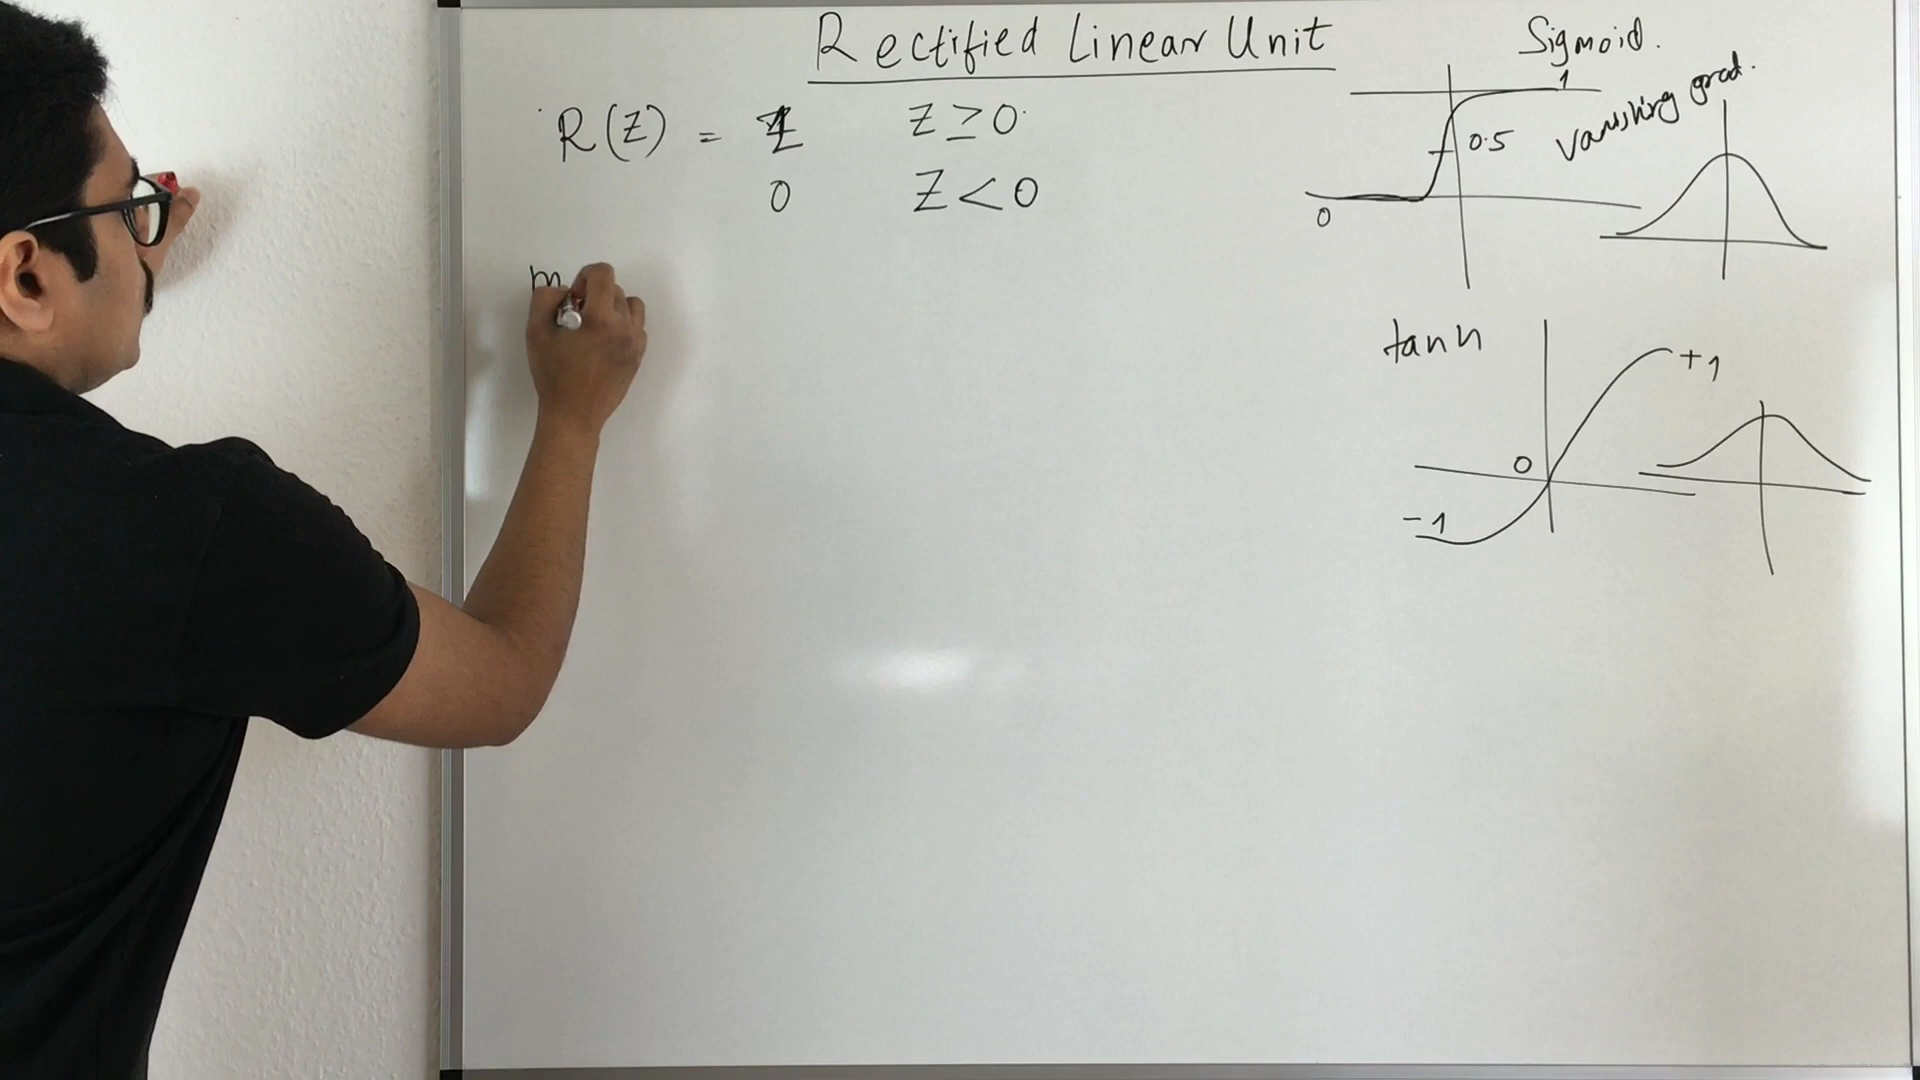 Rectified Linear Unit
R(Z) = Z Z ≥ 0
0 Z < 0
m
Sigmoid.
1
0.5
vanishing grad.
0
tanh
+1
0
-1